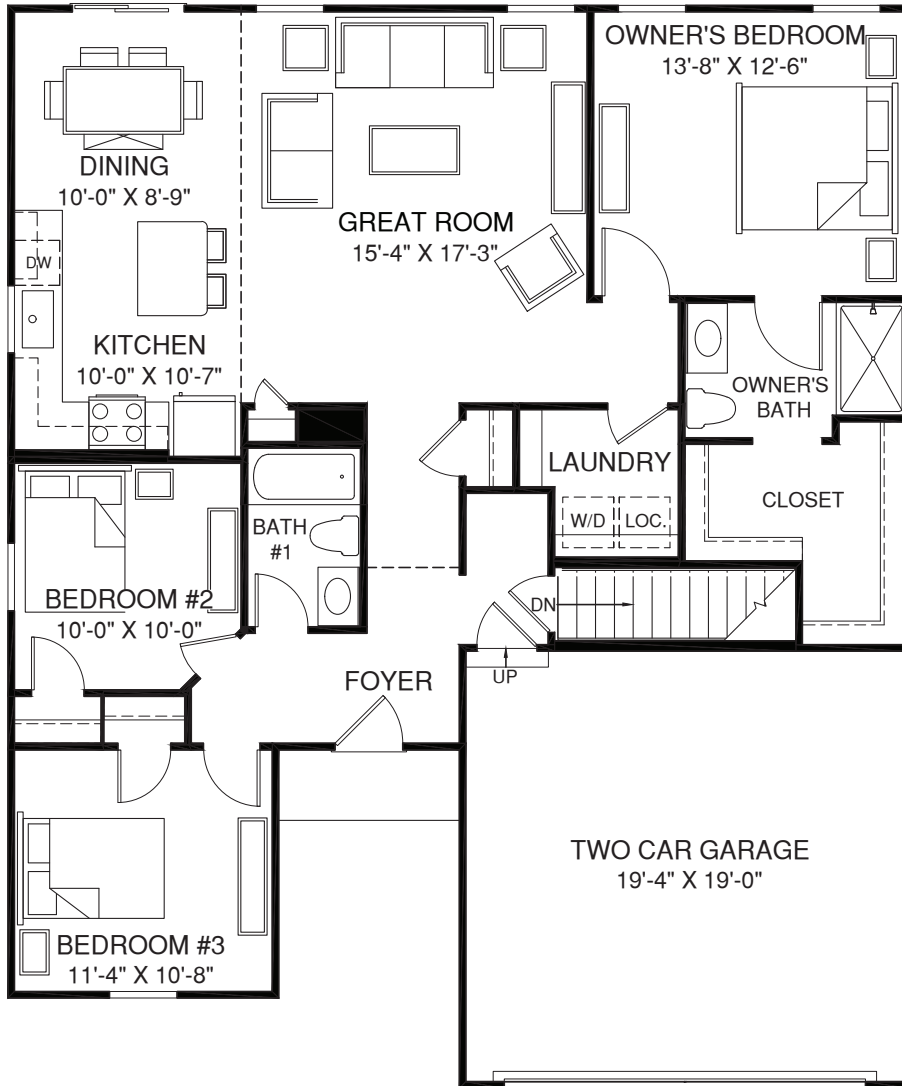 OWNER'S BEDROOM
13'-8" X 12'-6"
DINING
10'-0" X 8'-9"
GREAT ROOM
15'-4" X 17'-3"
DW
KITCHEN
10'-0" X 10'-7"
OWNER'S
BATH
LAUNDRY
CLOSET
W/D
LOC.
BATH
#1
BEDROOM #2
10'-0" X 10'-0"
DN
FOYER
UP
TWO CAR GARAGE
19'-4" X 19'-0"
BEDROOM #3
11'-4" X 10'-8"